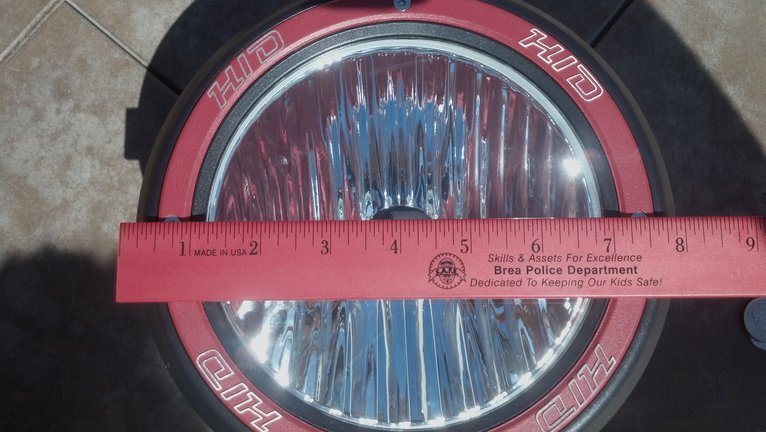 HID
HID
1 MADE IN USA 2 3 4 5 6 7 8 9
Skills & Assets For Excellence
Brea Police Department
Dedicated To Keeping Our Kids Safe!
HID
HID